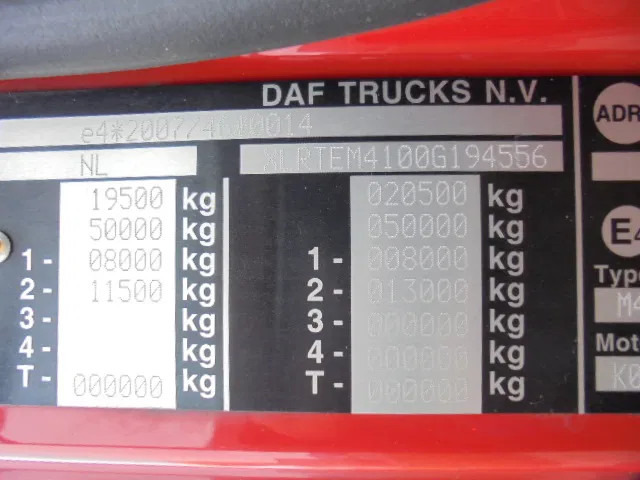 DAF TRUCKS N.V.
ADR
e4*2007/46*0014
NL XLRTEM4100G194556
19500 kg 020500 kg
50000 kg 050000 kg
1- 08000 kg 1- 008000 kg
2- 11500 kg 2- 013000 kg
3- kg 3- 000000 kg
4- kg 4- 000000 kg
T- 000000 kg T- 000000 kg
E4
Type
M4
Mot
K0